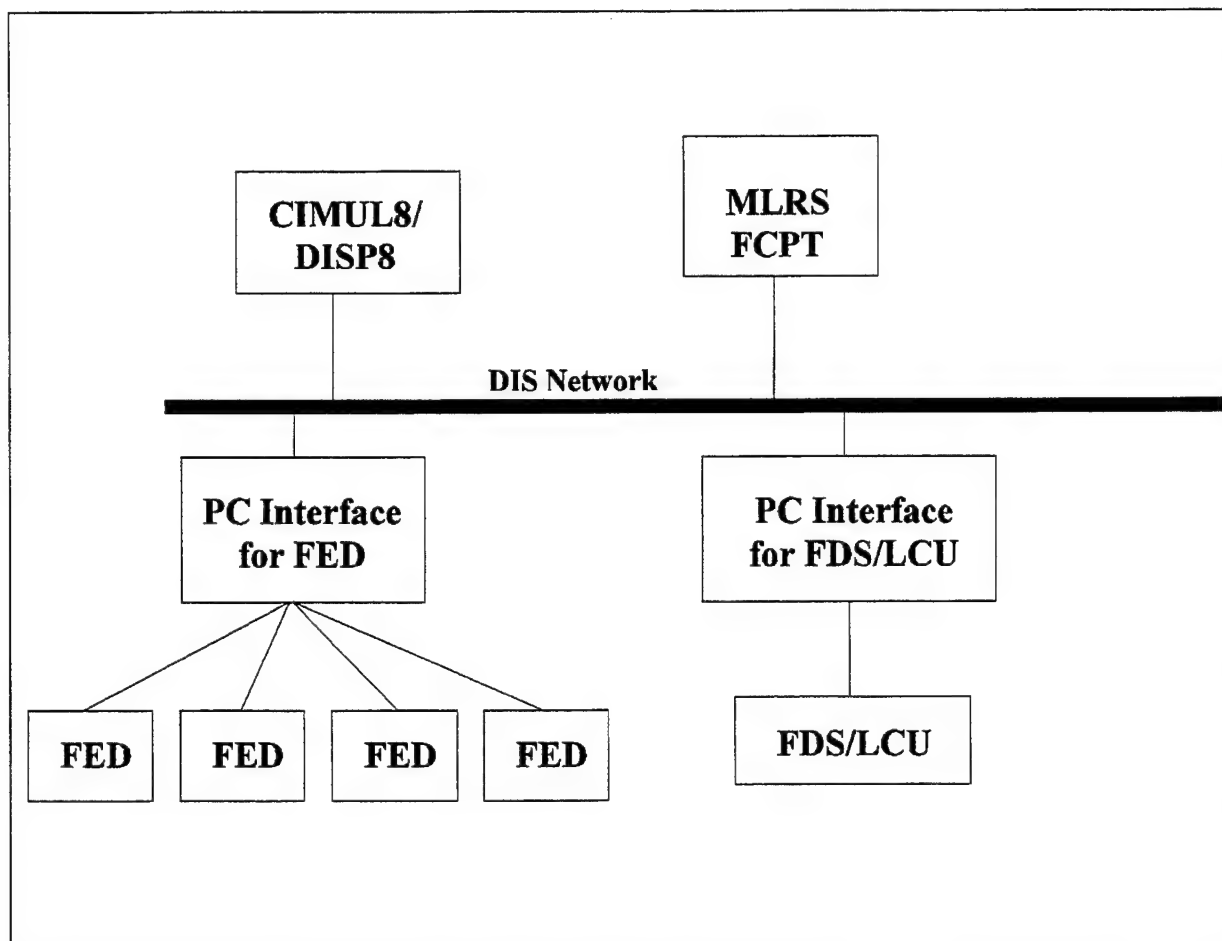 CIMUL8/
DISP8
MLRS
FCPT
DIS Network
PC Interface
for FED
PC Interface
for FDS/LCU
FED
FED
FED
FED
FDS/LCU